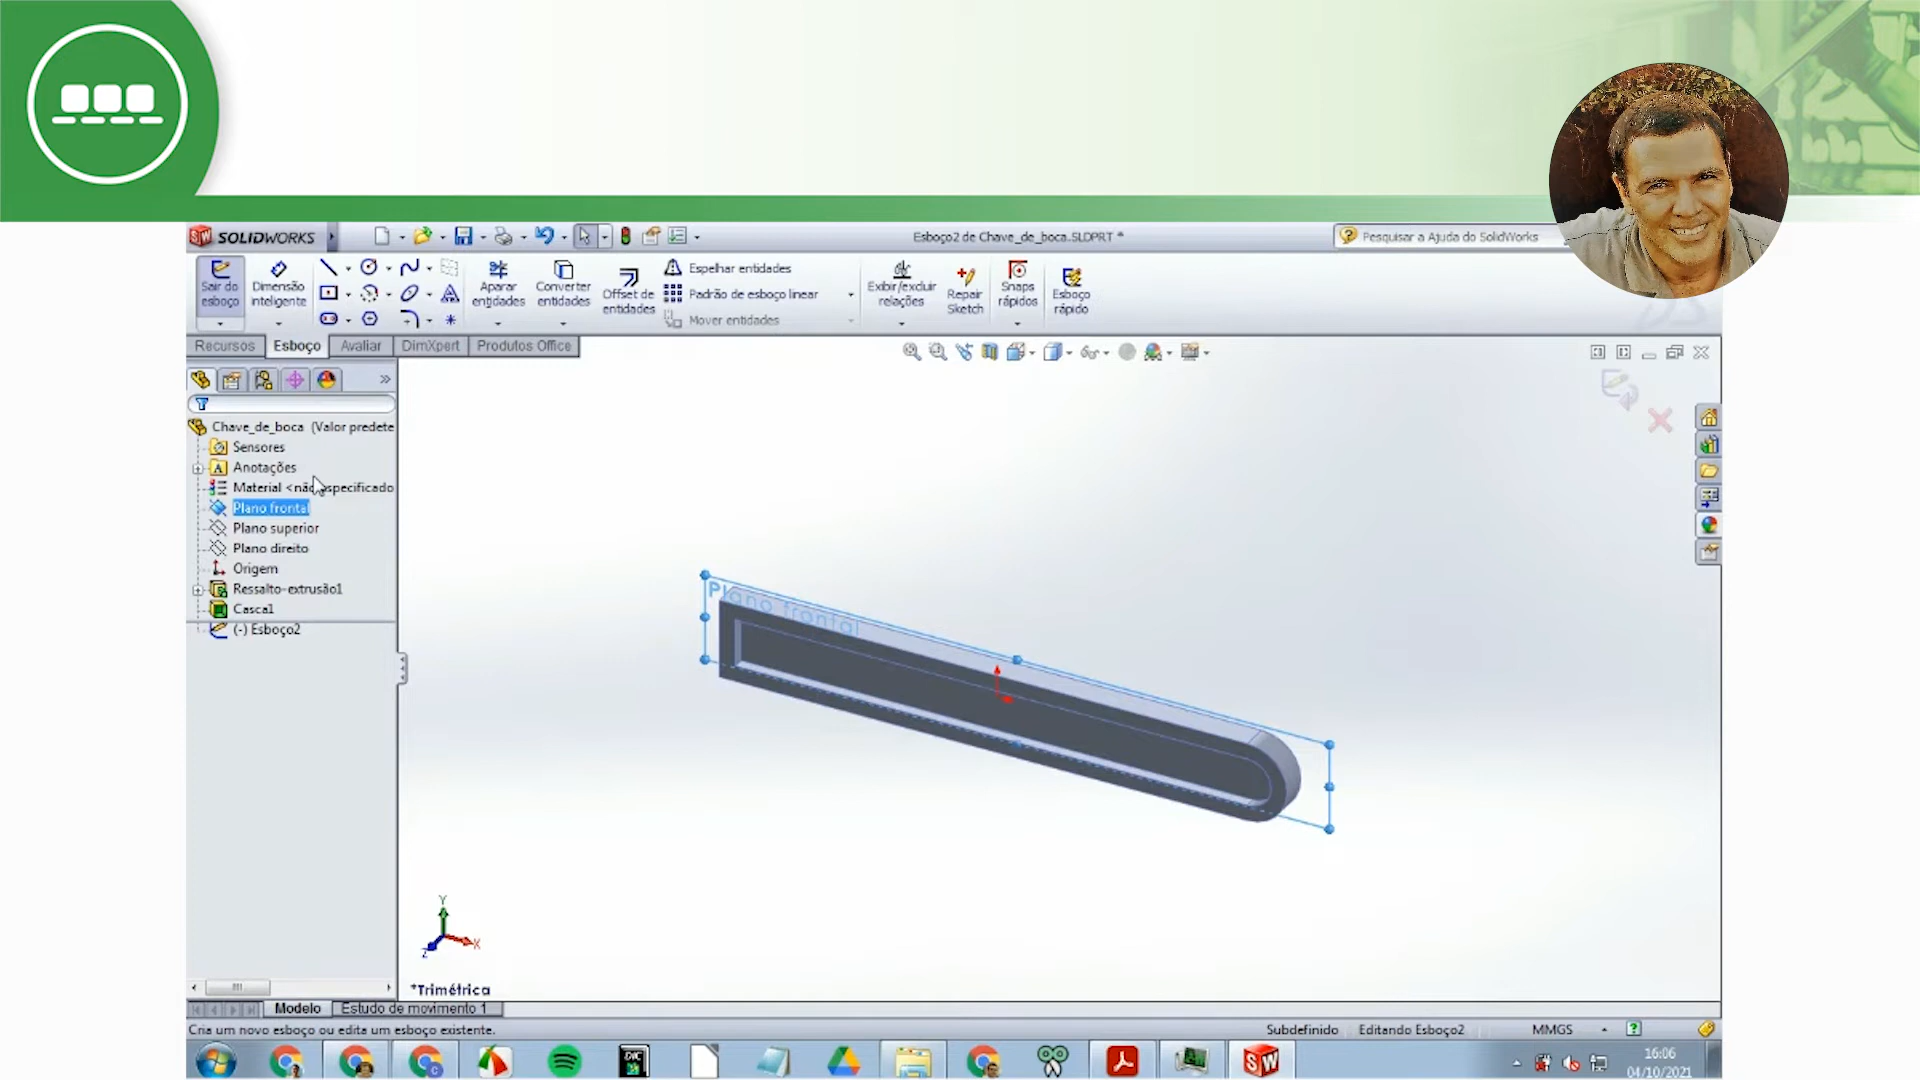 SOLIDWORKS
Esboço2 de Chave_de_boca.SLDPRT *
Pesquisar a Ajuda do SolidWorks
Sair do esboço
Dimensão inteligente
Aparar entidades
Converter entidades
Offset de entidades
Espelhar entidades
Padrão de esboço linear
Mover entidades
Exibir/excluir relações
Repair Sketch
Snaps rápidos
Esboço rápido
Recursos Esboço Avaliar DimXpert Produtos Office
Chave_de_boca (Valor predete
Sensores
Anotações
Material <não especificado
Plano frontal
Plano superior
Plano direito
Origem
Ressalto-extrusão1
Casca1
(-) Esboço2
Plano frontal
Y
X
Z
*Trimétrica
Modelo Estudo de movimento 1
Cria um novo esboço ou edita um esboço existente.
Subdefinido Editando Esboço2 MMGS
16:06
04/10/2021